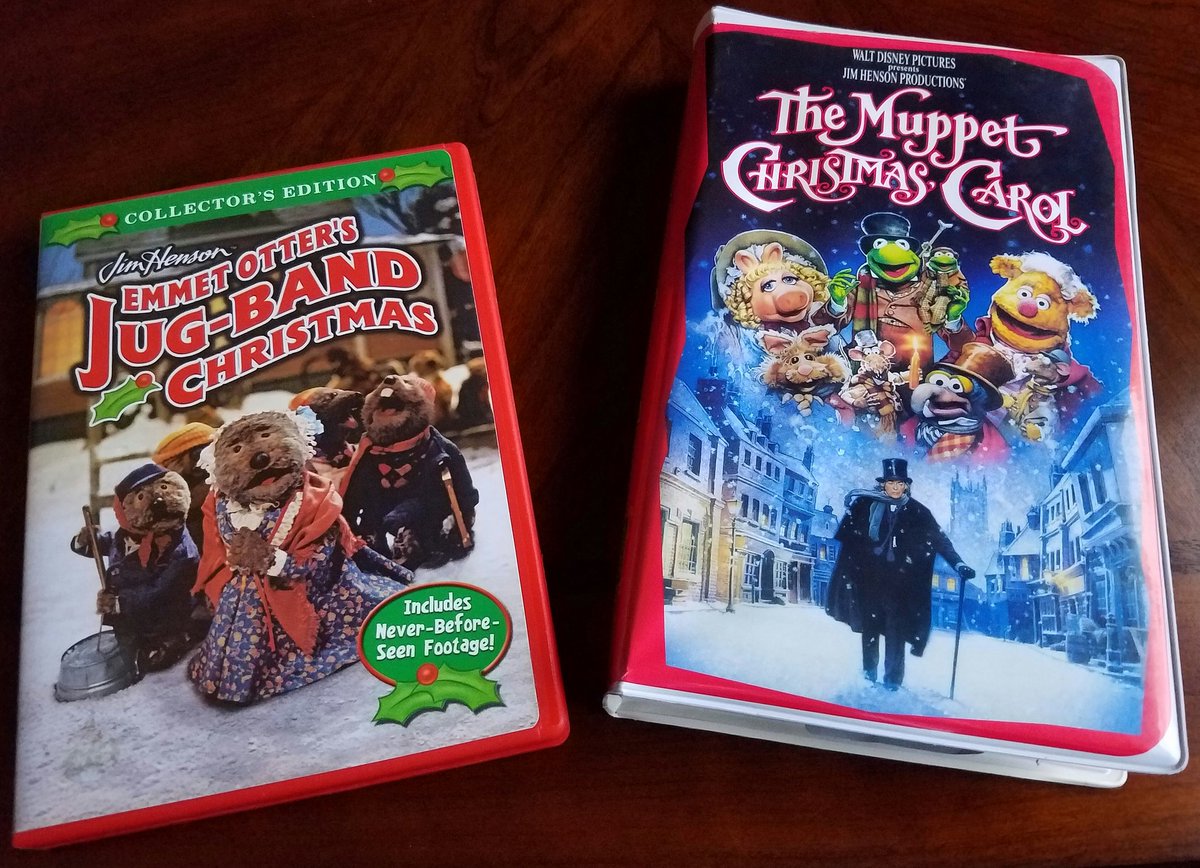 COLLECTOR'S EDITION
Jim Henson™
EMMET OTTER'S
JUG-BAND
CHRISTMAS
Includes
Never-Before-
Seen Footage!
WALT DISNEY PICTURES
presents
JIM HENSON PRODUCTIONS'
The Muppet
CHRISTMAS CAROL